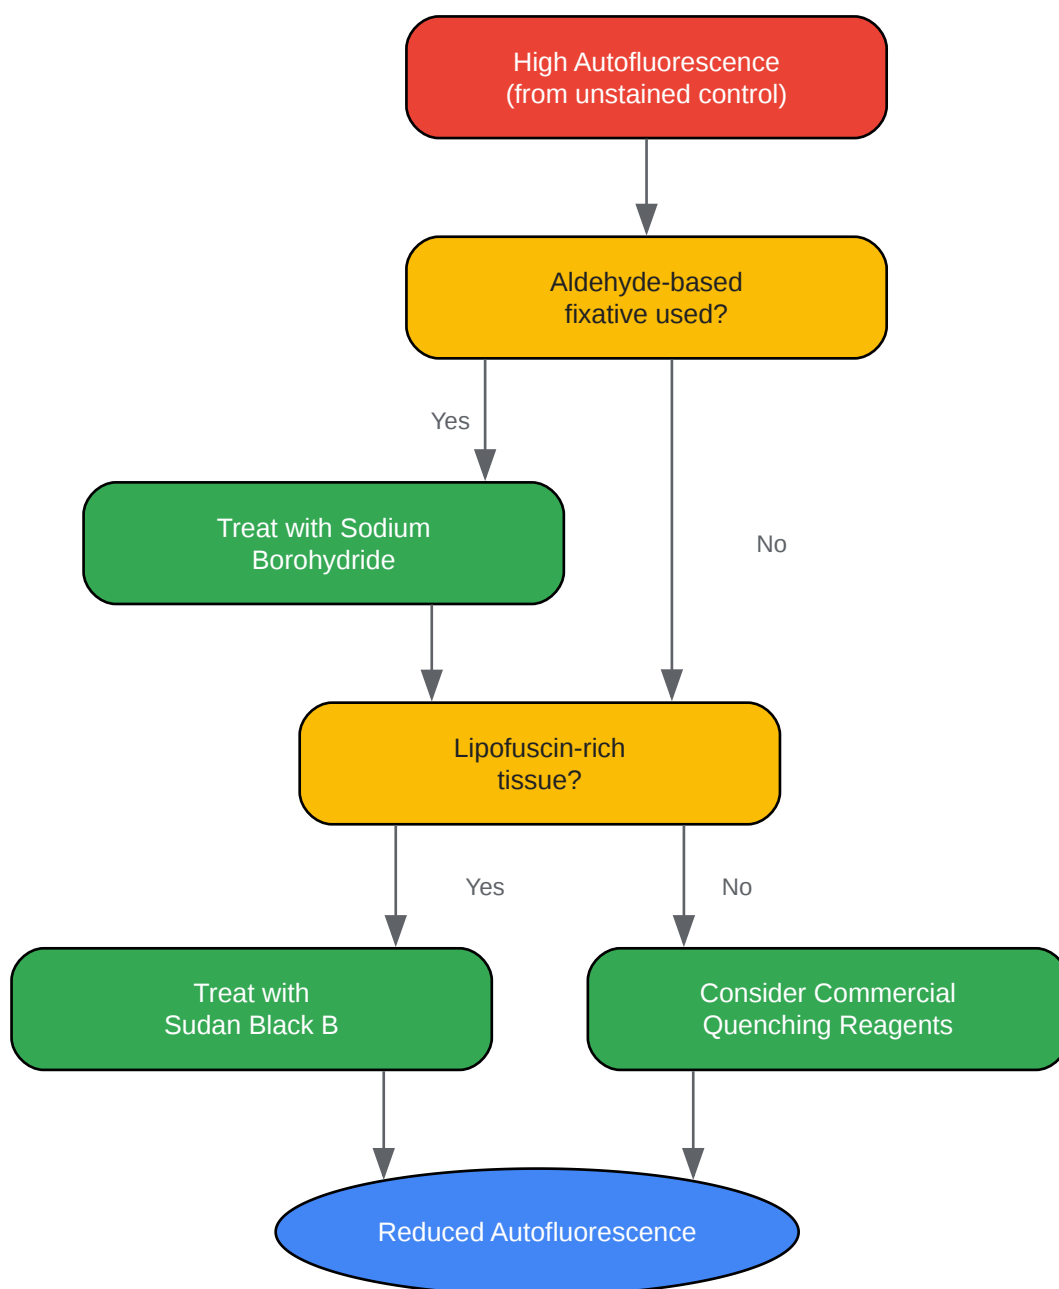 High Autofluorescence
(from unstained control)
Aldehyde-based
fixative used?
Yes
Treat with Sodium
Borohydride
No
Lipofuscin-rich
tissue?
Yes
No
Treat with
Sudan Black B
Consider Commercial
Quenching Reagents
Reduced Autofluorescence